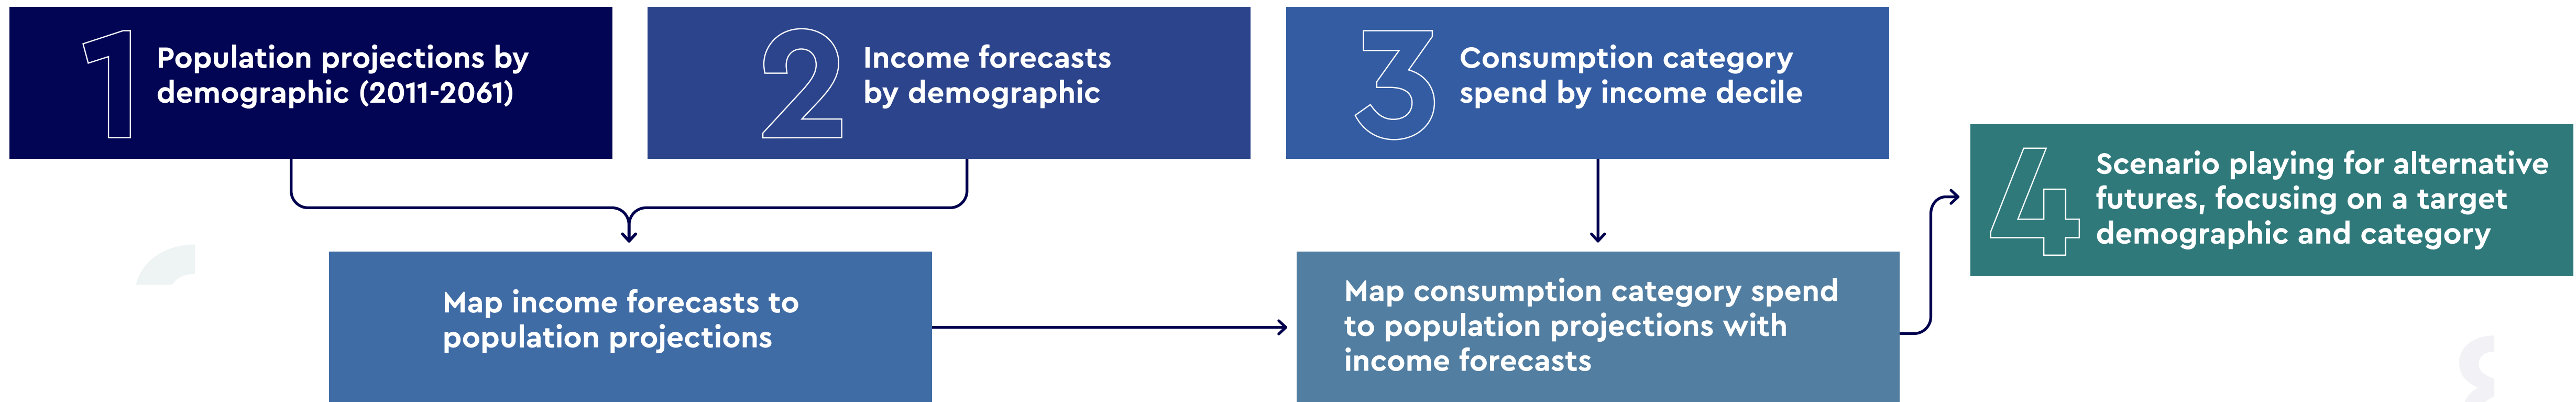 1
Population projections by
demographic (2011-2061)
2
Income forecasts
by demographic
3
Consumption category
spend by income decile
4
Scenario playing for alternative
futures, focusing on a target
demographic and category
Map income forecasts to
population projections
Map consumption category spend
to population projections with
income forecasts